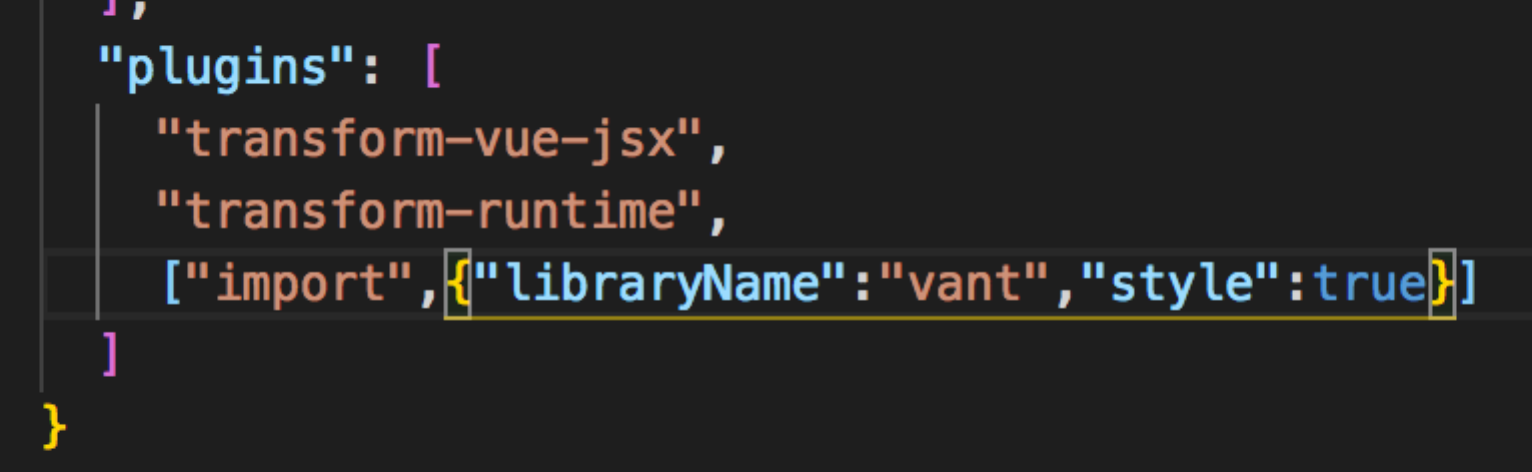 ],
"plugins": [
"transform-vue-jsx",
"transform-runtime",
["import",{"libraryName":"vant","style":true}]
]
}